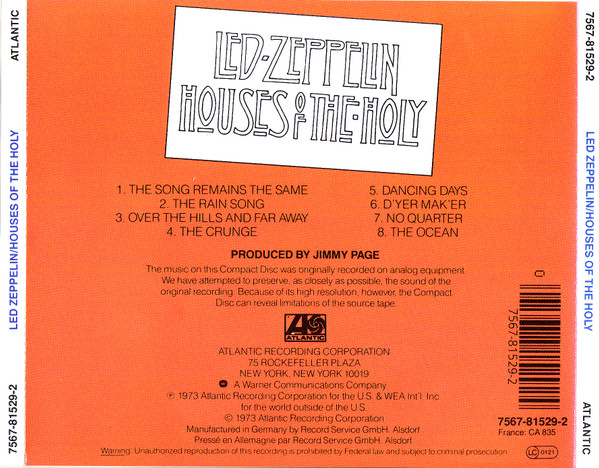 LED·ZEPPELIN
HOUSES OF THE·HOLY
1. THE SONG REMAINS THE SAME
2. THE RAIN SONG
3. OVER THE HILLS AND FAR AWAY
4. THE CRUNGE
5. DANCING DAYS
6. D'YER MAK'ER
7. NO QUARTER
8. THE OCEAN
PRODUCED BY JIMMY PAGE
The music on this Compact Disc was originally recorded on analog equipment.
We have attempted to preserve, as closely as possible, the sound of the
original recording. Because of its high resolution, however, the Compact
Disc can reveal limitations of the source tape.
ATLANTIC
ATLANTIC RECORDING CORPORATION
75 ROCKEFELLER PLAZA
NEW YORK, NEW YORK 10019
A Warner Communications Company
℗ 1973 Atlantic Recording Corporation for the U.S. & WEA Int'l. Inc.
for the world outside of the U.S.
© 1973 Atlantic Recording Corporation
Manufactured in Germany by Record Service GmbH, Alsdorf
Pressé en Allemagne par Record Service GmbH. Alsdorf
Warning: Unauthorized reproduction of this recording is prohibited by Federal law and subject to criminal prosecution.
0
7567-81529-2
7567-81529-2
France: CA 835
LC 0121
7567-81529-2
LED ZEPPELIN/HOUSES OF THE HOLY
ATLANTIC
7567-81529-2
LED ZEPPELIN/HOUSES OF THE HOLY
ATLANTIC